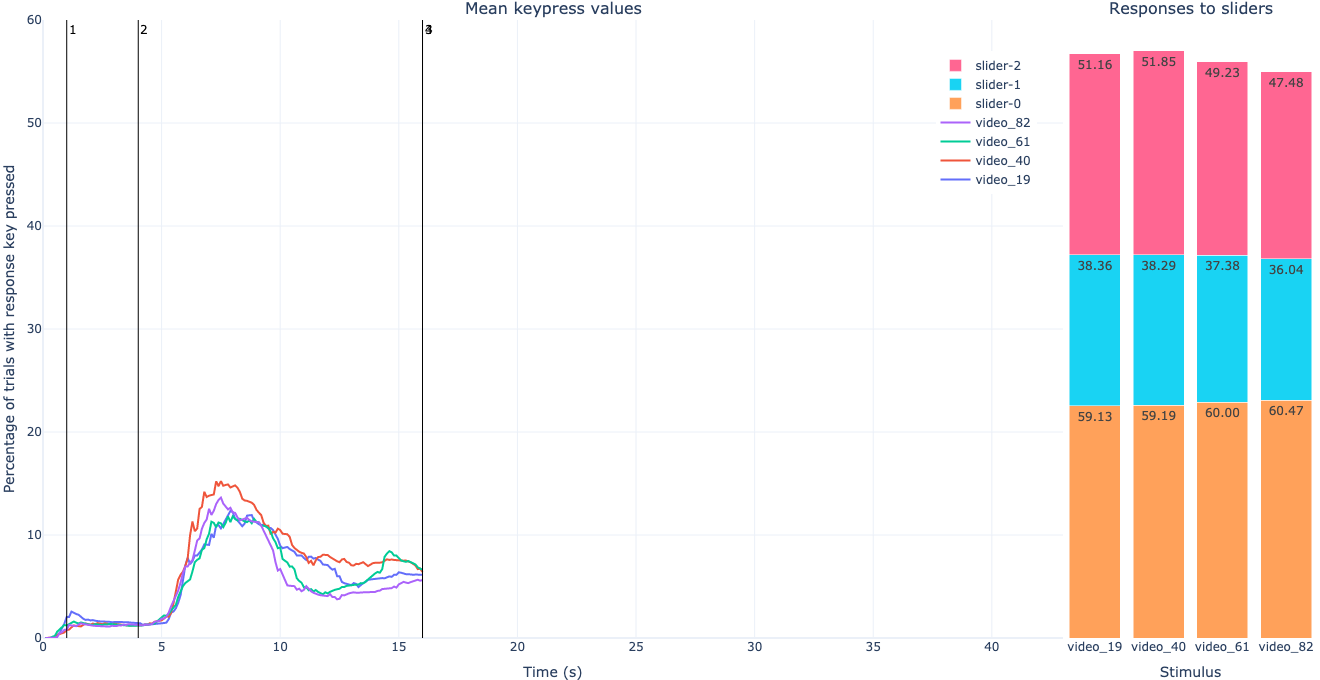 Mean keypress values
Responses to sliders
Percentage of trials with response key pressed
60
50
40
30
20
10
0
1
2
0
5
10
15
20
25
30
35
40
Time (s)
slider-2
slider-1
slider-0
video_82
video_61
video_40
video_19
51.16
51.85
49.23
47.48
38.36
38.29
37.38
36.04
59.13
59.19
60.00
60.47
video_19
video_40
video_61
video_82
Stimulus